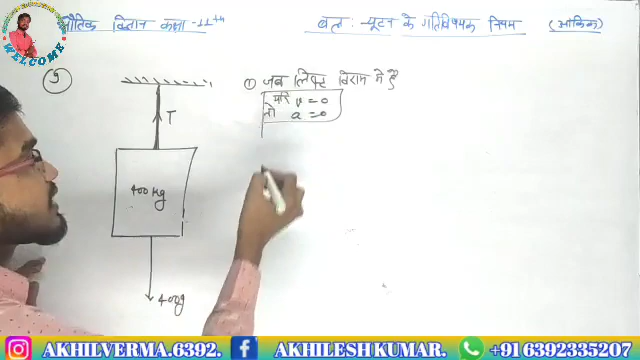 भौतिक विज्ञान कक्षा -11th
बल :- न्यूटन के गतिविषयक नियम (आंकिक)
WELCOME
9
① जब लिफ्ट विराम में है
यदि v = 0
तो a = 0
T
400 kg
400g
AKHILVERMA.6392.
AKHILESH KUMAR.
+91 6392335207